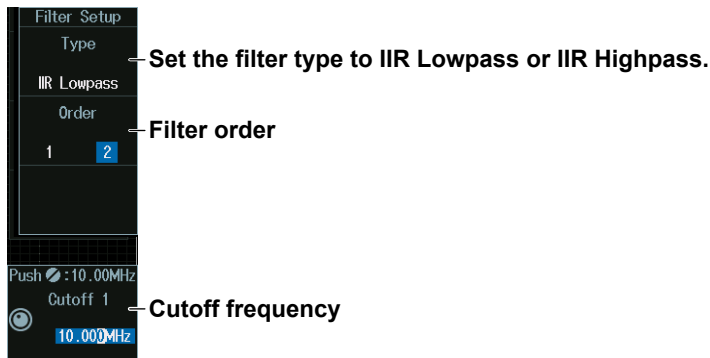 Filter Setup
Type
Set the filter type to IIR Lowpass or IIR Highpass.
IIR Lowpass
Order
Filter order
1 2
Push :10.00MHz
Cutoff 1
Cutoff frequency
10.000MHz